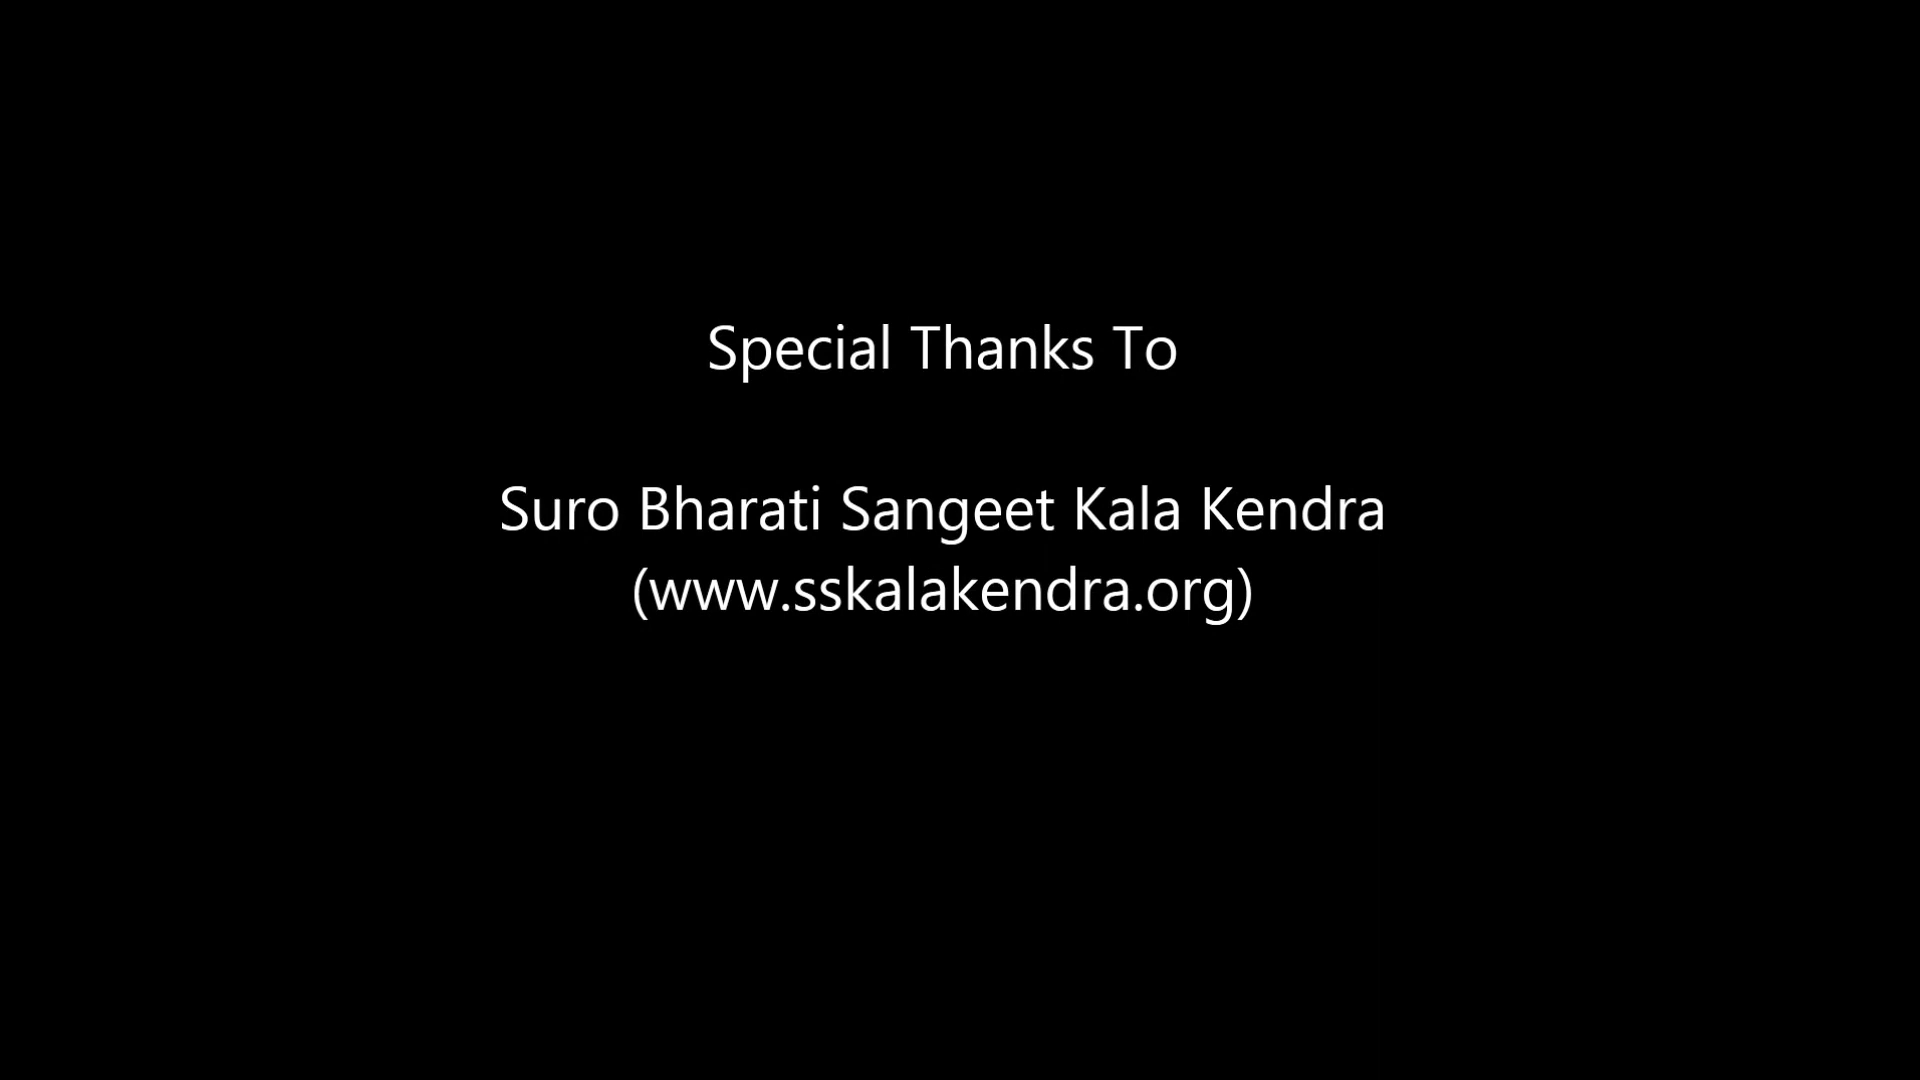 Special Thanks To
Suro Bharati Sangeet Kala Kendra
(www.sskalakendra.org)